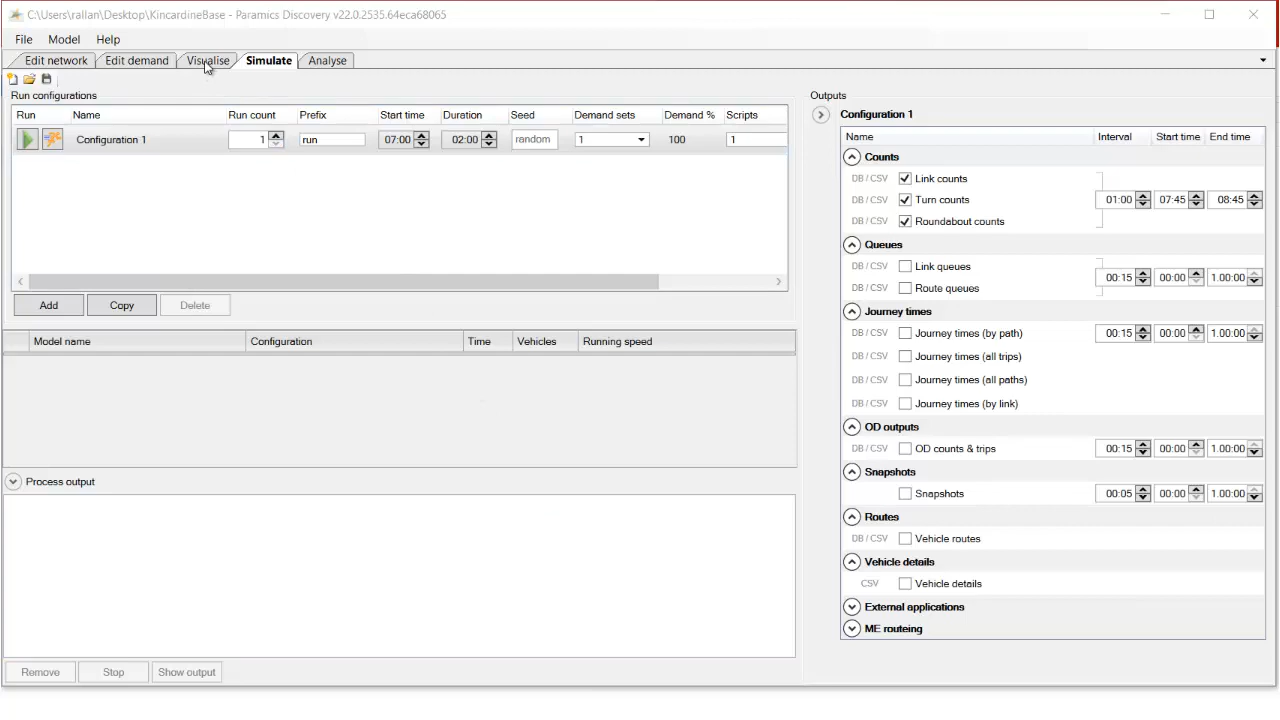 C:\Users\rallan\Desktop\KincardineBase - Paramics Discovery v22.0.2535.64eca68065
File Model Help
Edit network Edit demand Visualise Simulate Analyse
Run configurations
Run Name Run count Prefix Start time Duration Seed Demand sets Demand % Scripts
Configuration 1 1 run 07:00 02:00 random 1 100 1
Add Copy Delete
Model name Configuration Time Vehicles Running speed
Process output
Remove Stop Show output
Outputs
Configuration 1
Name Interval Start time End time
Counts
DB / CSV Link counts
DB / CSV Turn counts 01:00 07:45 08:45
DB / CSV Roundabout counts
Queues
DB / CSV Link queues
00:15 00:00 1.00:00
DB / CSV Route queues
Journey times
DB / CSV Journey times (by path) 00:15 00:00 1.00:00
DB / CSV Journey times (all trips)
DB / CSV Journey times (all paths)
DB / CSV Journey times (by link)
OD outputs
DB / CSV OD counts & trips 00:15 00:00 1.00:00
Snapshots
Snapshots 00:05 00:00 1.00:00
Routes
DB / CSV Vehicle routes
Vehicle details
CSV Vehicle details
External applications
ME routeing